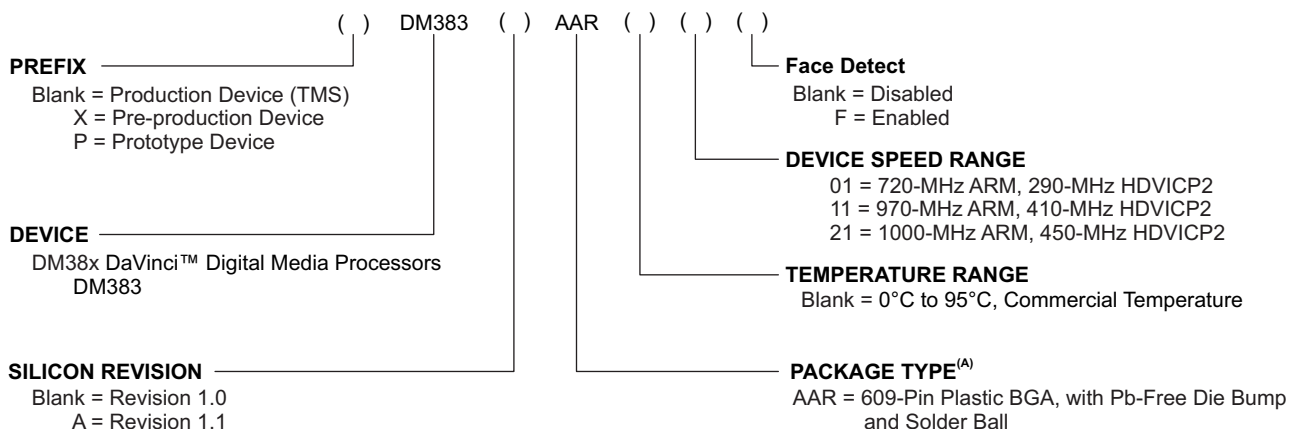 ( ) DM383 ( ) AAR ( ) ( ) ( )
PREFIX
Blank = Production Device (TMS)
X = Pre-production Device
P = Prototype Device
DEVICE
DM38x DaVinci™ Digital Media Processors
DM383
SILICON REVISION
Blank = Revision 1.0
A = Revision 1.1
Face Detect
Blank = Disabled
F = Enabled
DEVICE SPEED RANGE
01 = 720-MHz ARM, 290-MHz HDVICP2
11 = 970-MHz ARM, 410-MHz HDVICP2
21 = 1000-MHz ARM, 450-MHz HDVICP2
TEMPERATURE RANGE
Blank = 0°C to 95°C, Commercial Temperature
PACKAGE TYPE(A)
AAR = 609-Pin Plastic BGA, with Pb-Free Die Bump
and Solder Ball